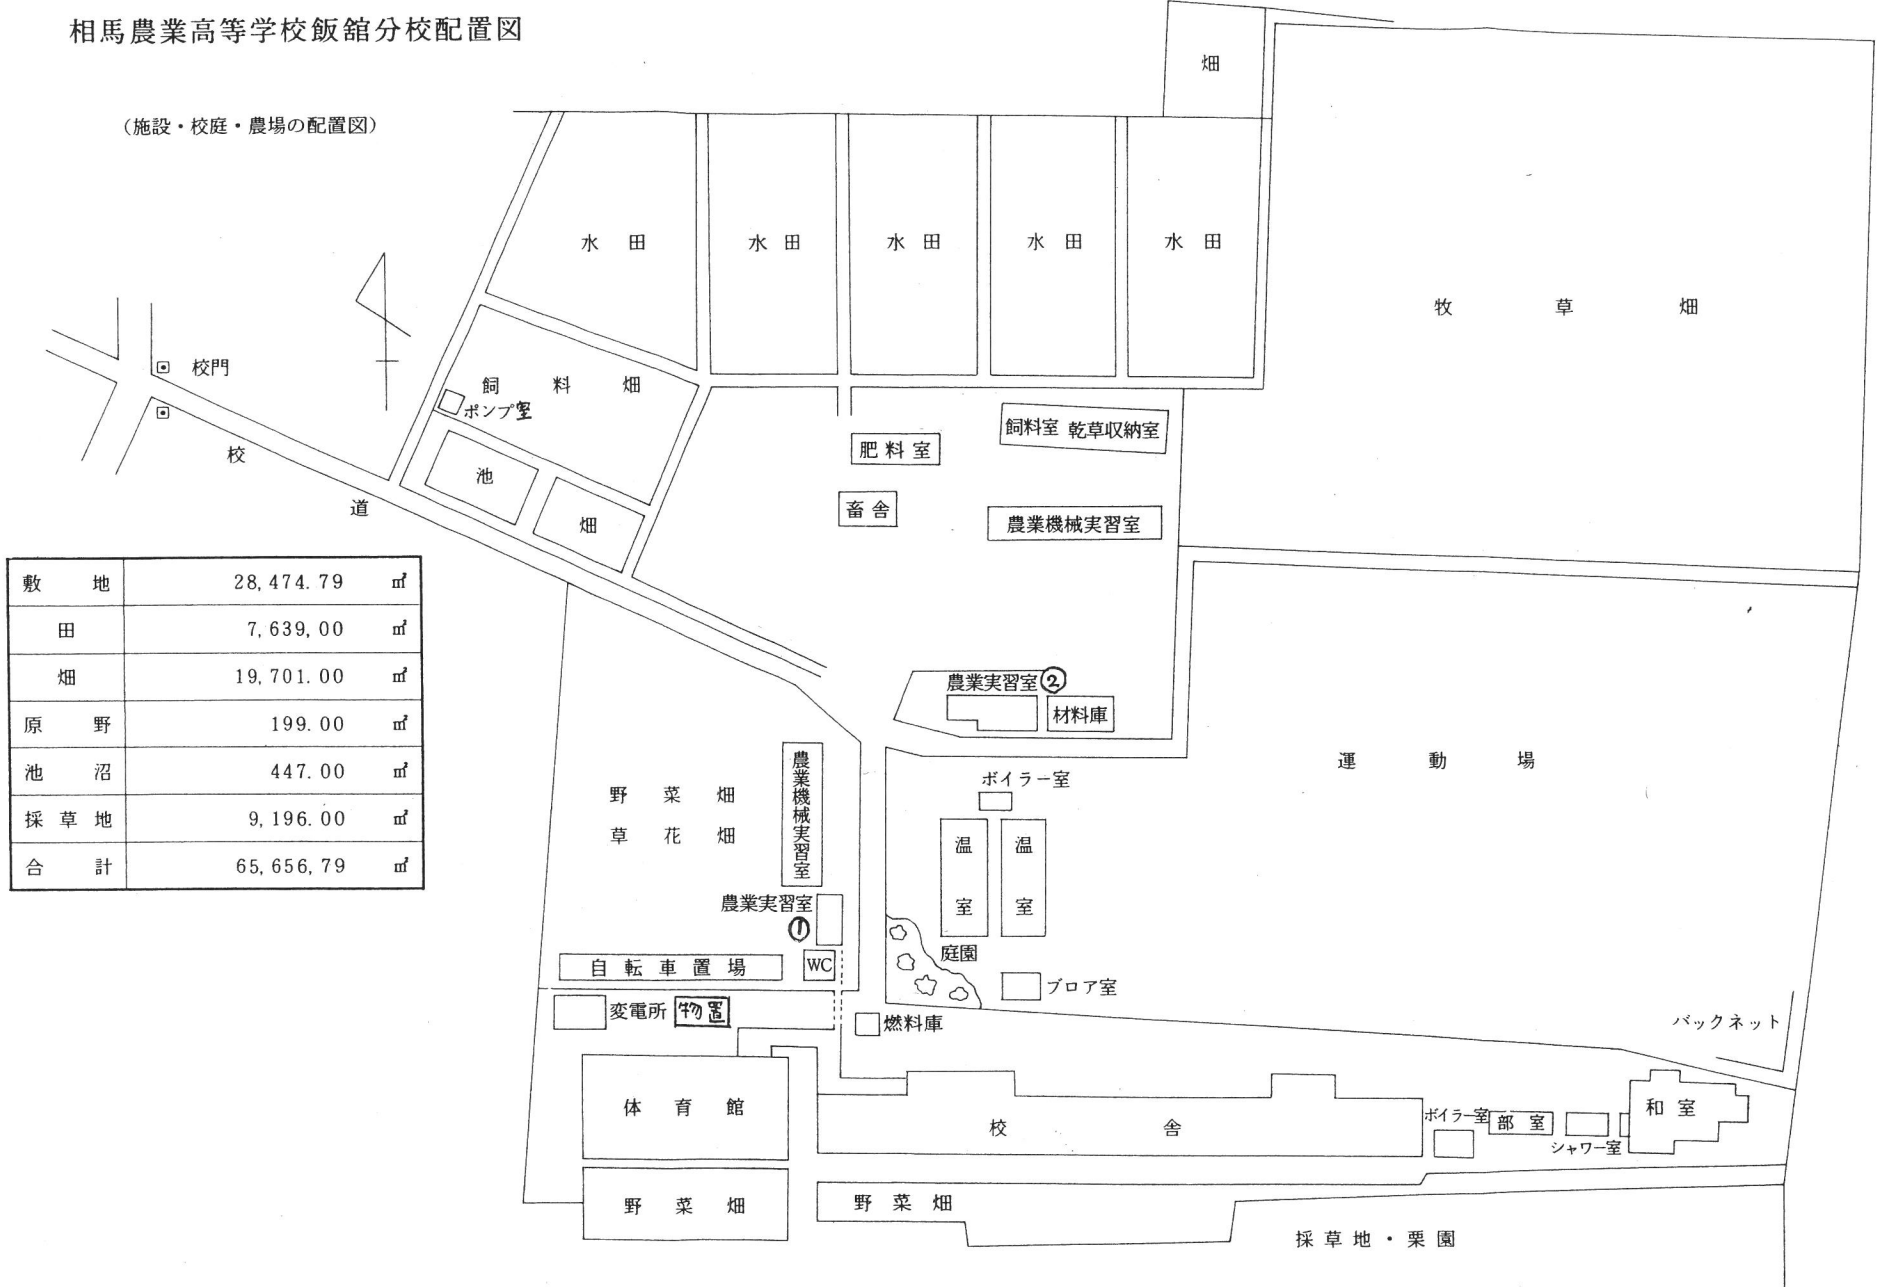 相馬農業高等学校飯舘分校配置図
(施設・校庭・農場の配置図)
畑
水田 水田 水田 水田 水田
牧草畑
校門
飼料畑
ポンプ室
飼料室 乾草収納室
肥料室
校
池
道
畜舎
畑
農業機械実習室
敷地 28,474.79 ㎡
田 7,639,00 ㎡
畑 19,701.00 ㎡
原野 199.00 ㎡
池沼 447.00 ㎡
採草地 9,196.00 ㎡
合計 65,656,79 ㎡
農業実習室②
材料庫
運動場
農業機械実習室
ボイラー室
野菜畑
草花畑
温室 温室
農業実習室
①
庭園
自転車置場 WC
ブロア室
変電所 物置
燃料庫
バックネット
体育館
校舎
ボイラー室 部室
シャワー室
和室
野菜畑
野菜畑
採草地・栗園